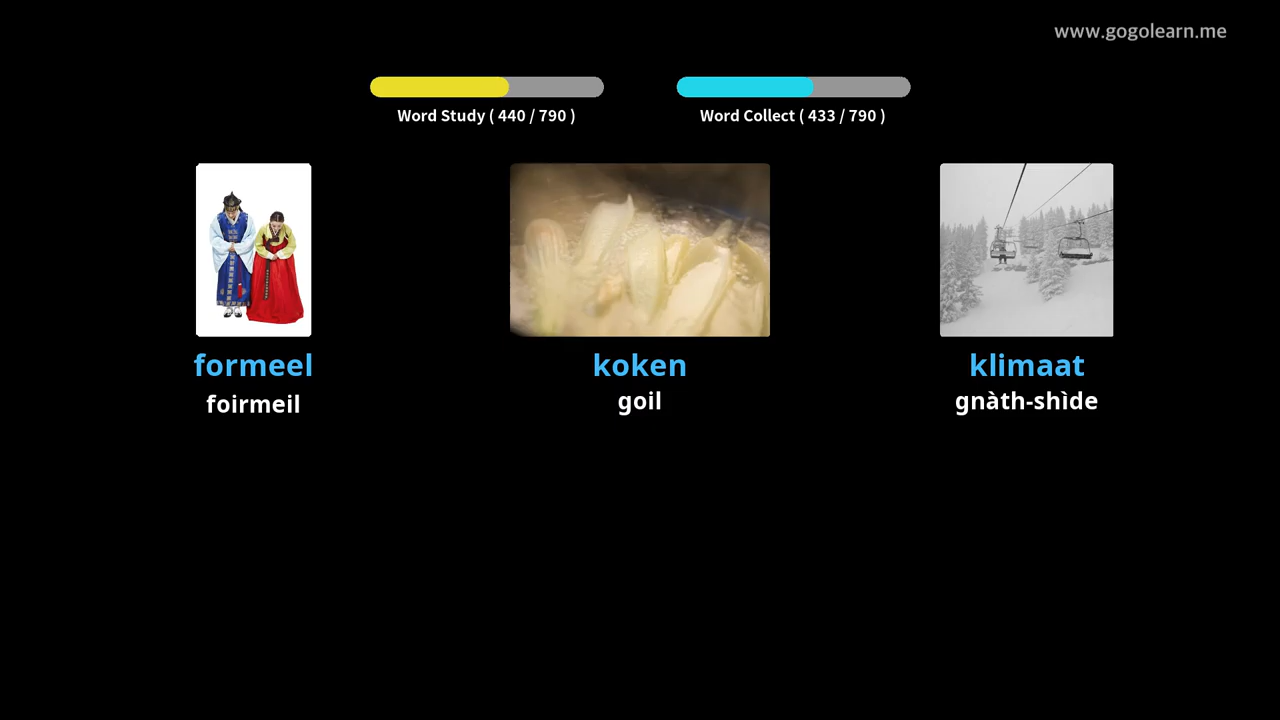 www.gogolearn.me
Word Study ( 440 / 790 )
Word Collect ( 433 / 790 )
formeel
foirmeil
koken
goil
klimaat
gnàth-shìde